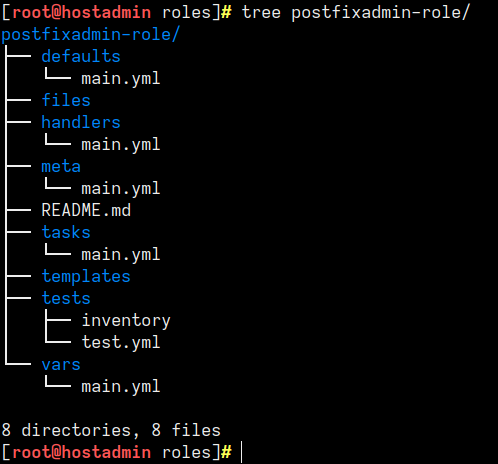 [root@hostadmin roles]# tree postfixadmin-role/
postfixadmin-role/
├── defaults
│   └── main.yml
├── files
├── handlers
│   └── main.yml
├── meta
│   └── main.yml
├── README.md
├── tasks
│   └── main.yml
├── templates
├── tests
│   ├── inventory
│   └── test.yml
└── vars
    └── main.yml

8 directories, 8 files
[root@hostadmin roles]#